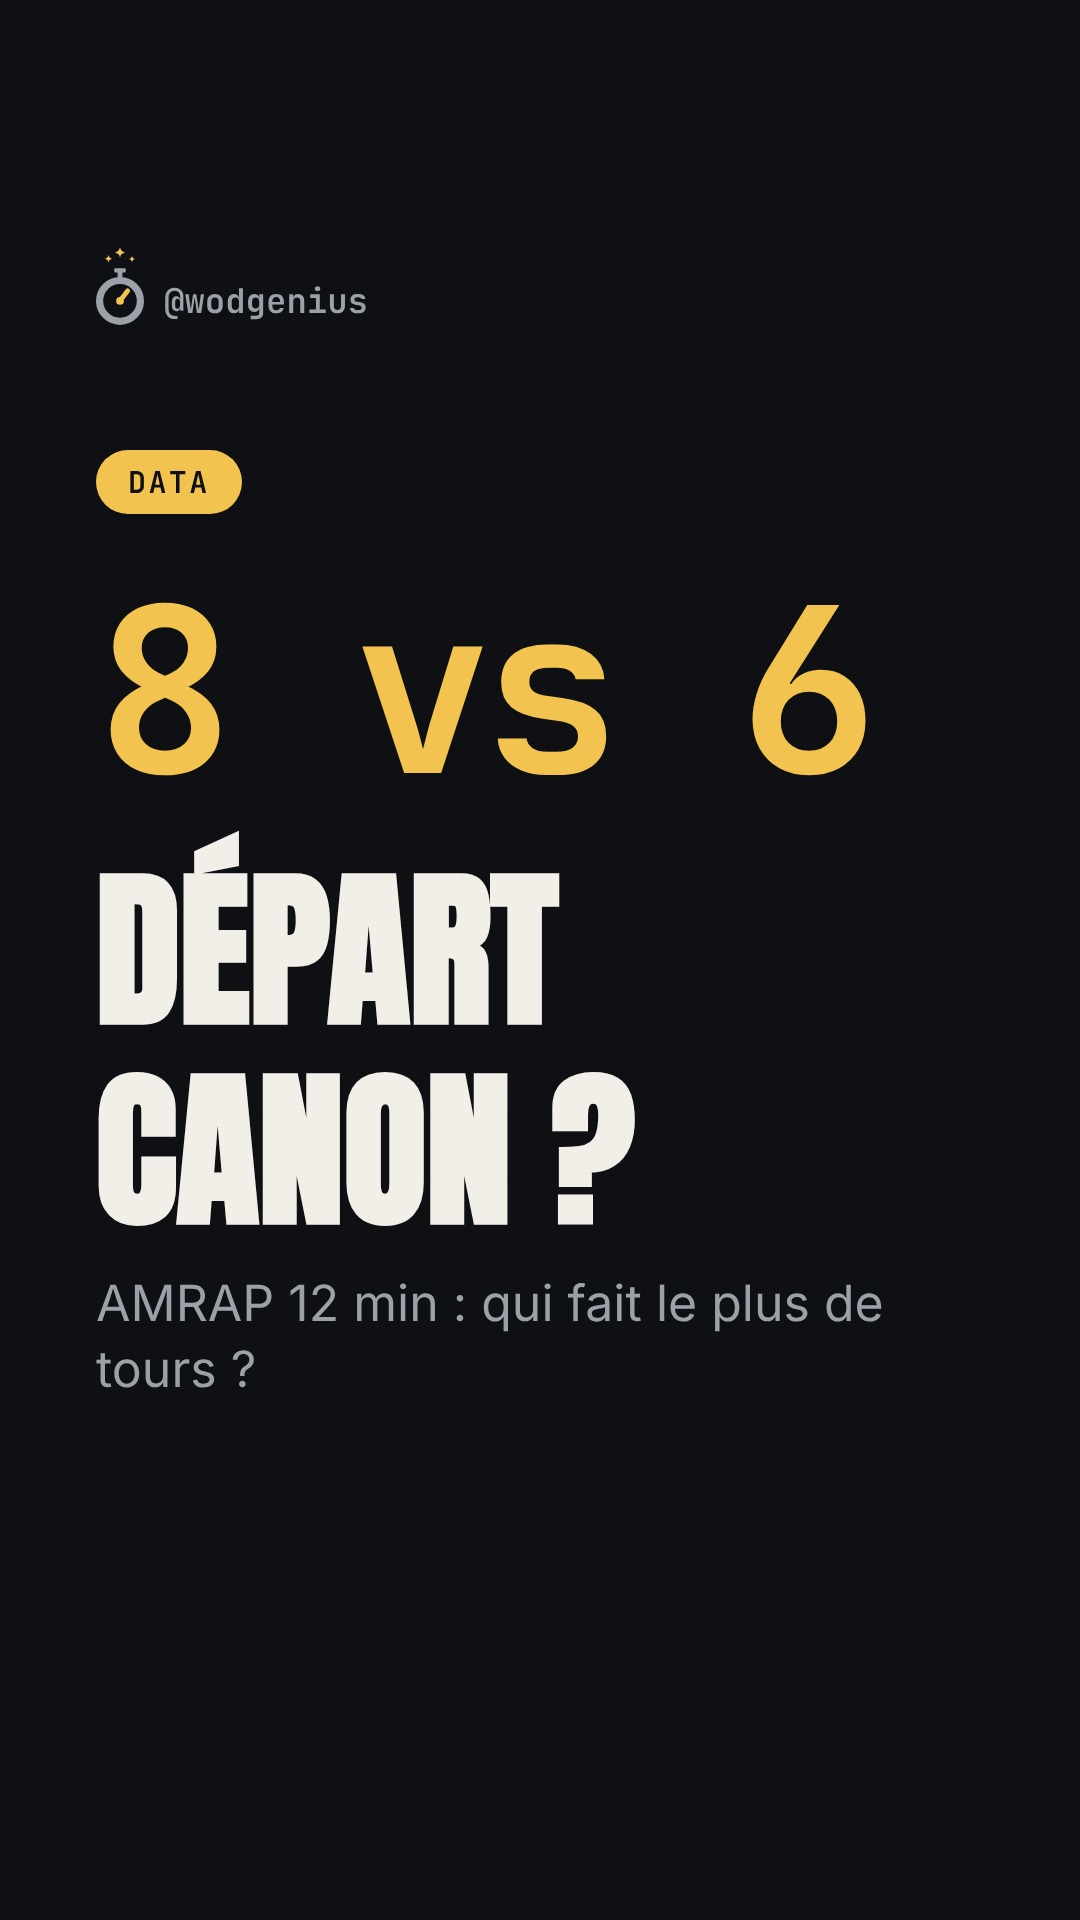 @wodgenius
DATA
8 vs 6
DÉPART
CANON ?
AMRAP 12 min : qui fait le plus de
tours ?